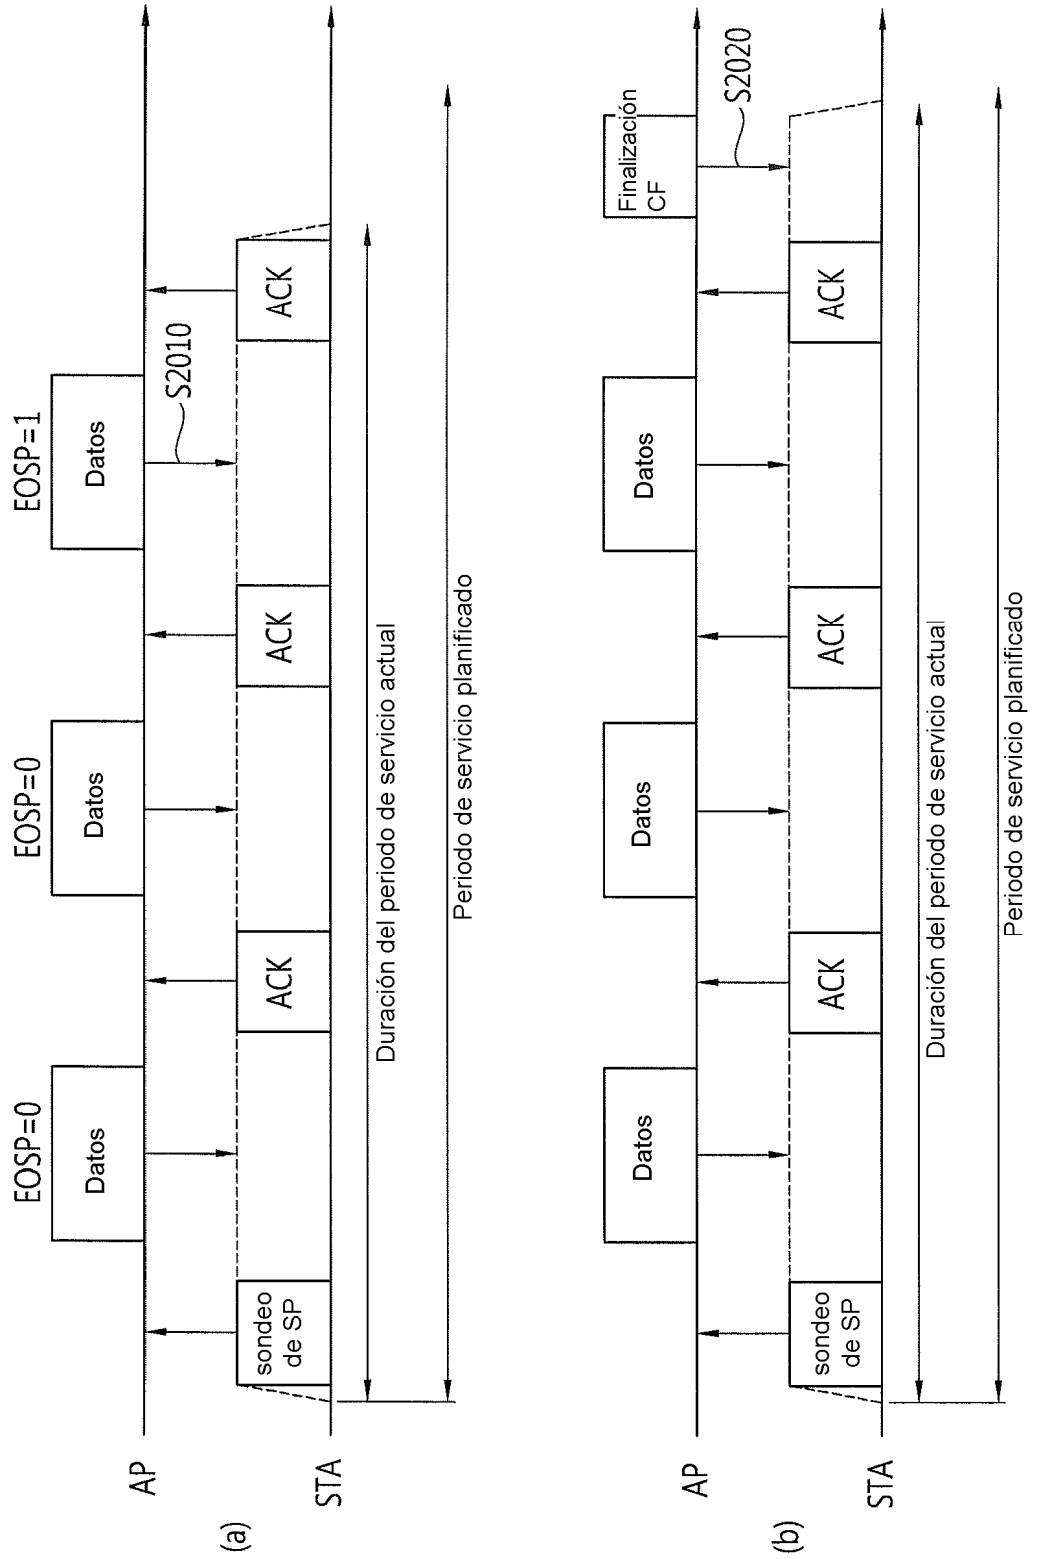 EOSP=0
EOSP=0
EOSP=1
Datos
Datos
Datos
S2010
AP
sondeo
de SP
ACK
ACK
ACK
STA
Duración del periodo de servicio actual
Periodo de servicio planificado
(a)
Datos
Datos
Datos
Finalización
CF
S2020
AP
sondeo
de SP
ACK
ACK
ACK
STA
Duración del periodo de servicio actual
Periodo de servicio planificado
(b)